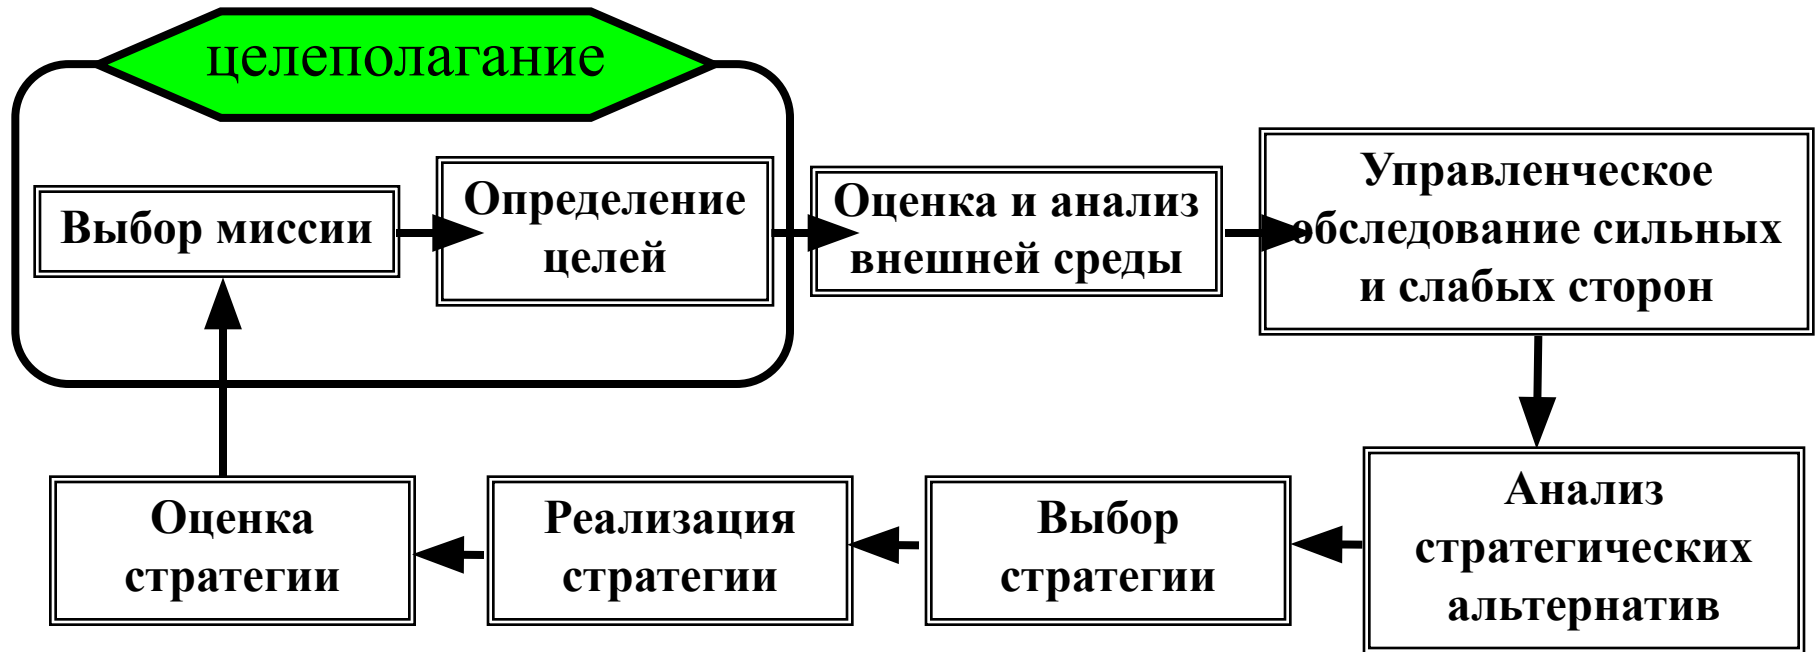 целеполагание
Выбор миссии
Определение
целей
Оценка и анализ
внешней среды
Управленческое
обследование сильных
и слабых сторон
Анализ
стратегических
альтернатив
Выбор
стратегии
Реализация
стратегии
Оценка
стратегии